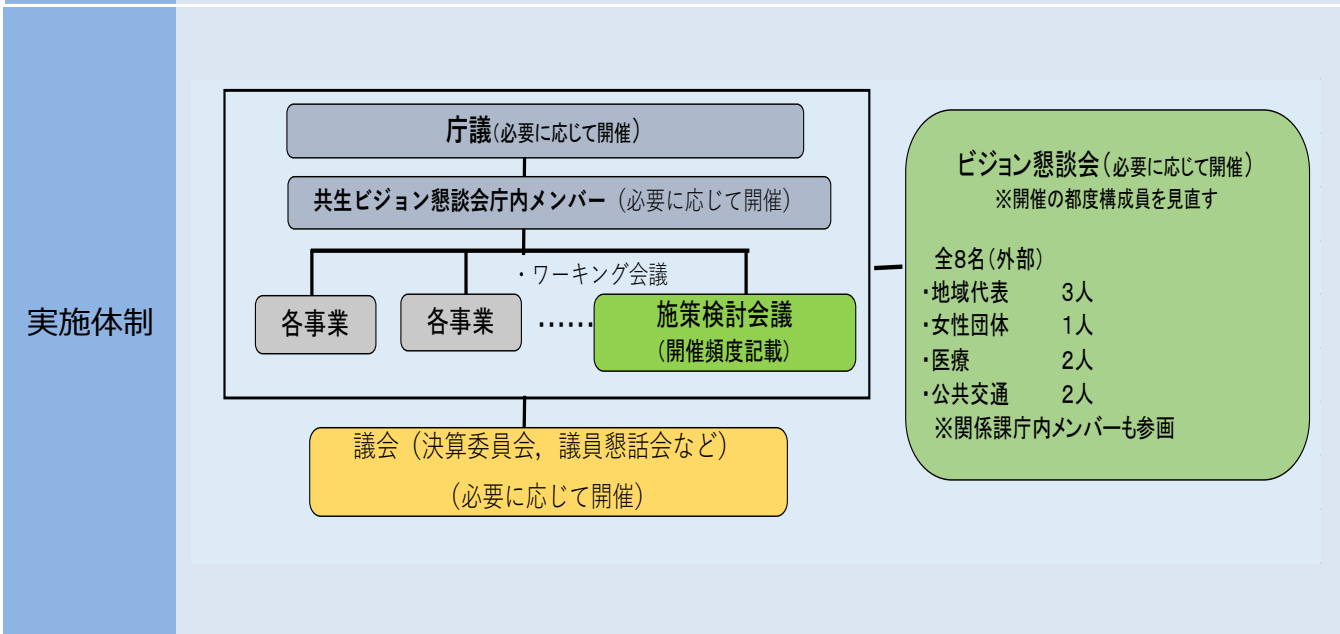 実施体制
庁議(必要に応じて開催)
共生ビジョン懇談会庁内メンバー（必要に応じて開催）
・ワーキング会議
各事業
各事業
……
施策検討会議
(開催頻度記載)
議会（決算委員会，議員懇話会など）
（必要に応じて開催）
ビジョン懇談会(必要に応じて開催)
※開催の都度構成員を見直す
全8名(外部)
・地域代表　　3人
・女性団体　　1人
・医療　　　　2人
・公共交通　　2人
※関係課庁内メンバーも参画